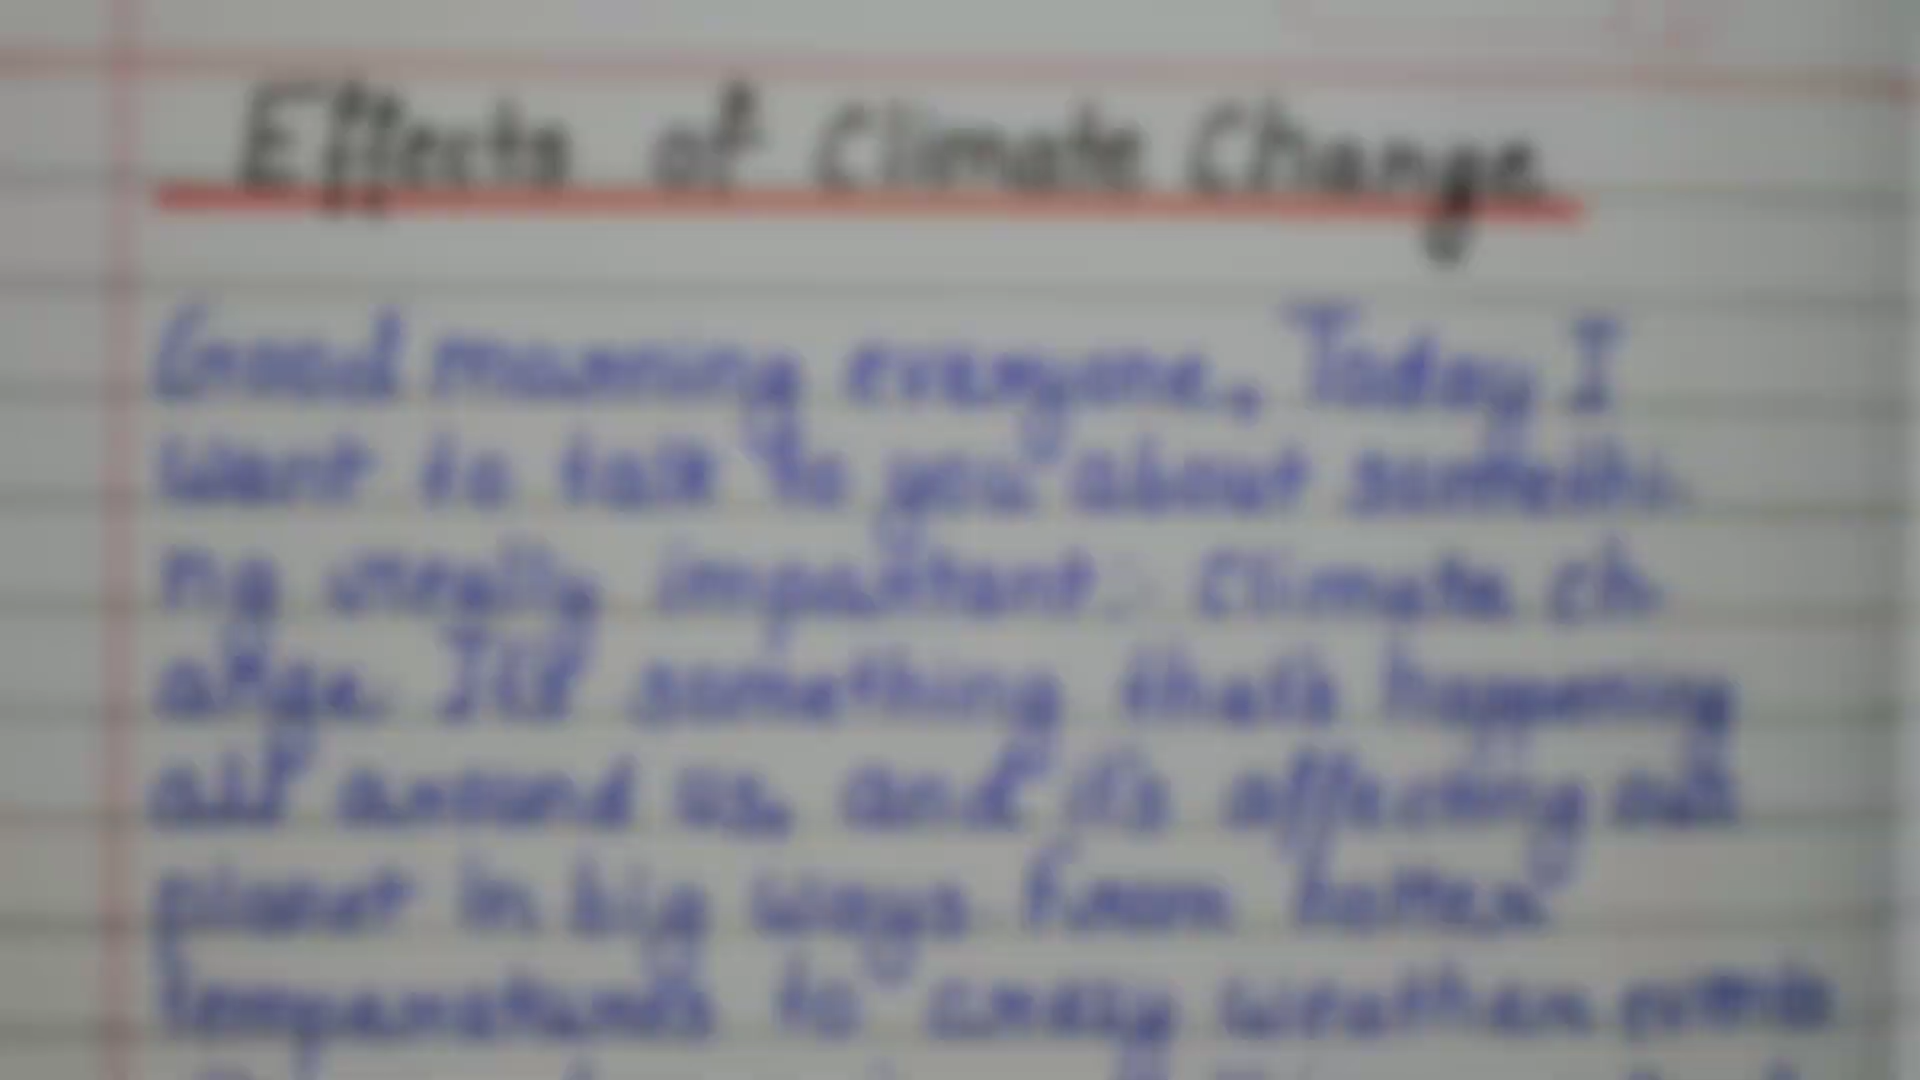 Effects of Climate Change
Good morning everyone, Today I
want to talk to you about somethi-
ng really important: Climate ch-
ange. It's something that's happening
all around us, and it's affecting our
planet in big ways from hotter
temperatures to crazy weather events